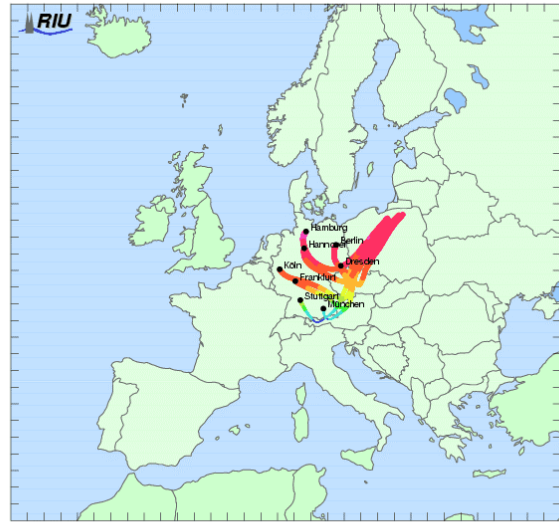 RIU
Hamburg
Hannover
Berlin
Köln
Dresden
Frankfurt
Stuttgart
München